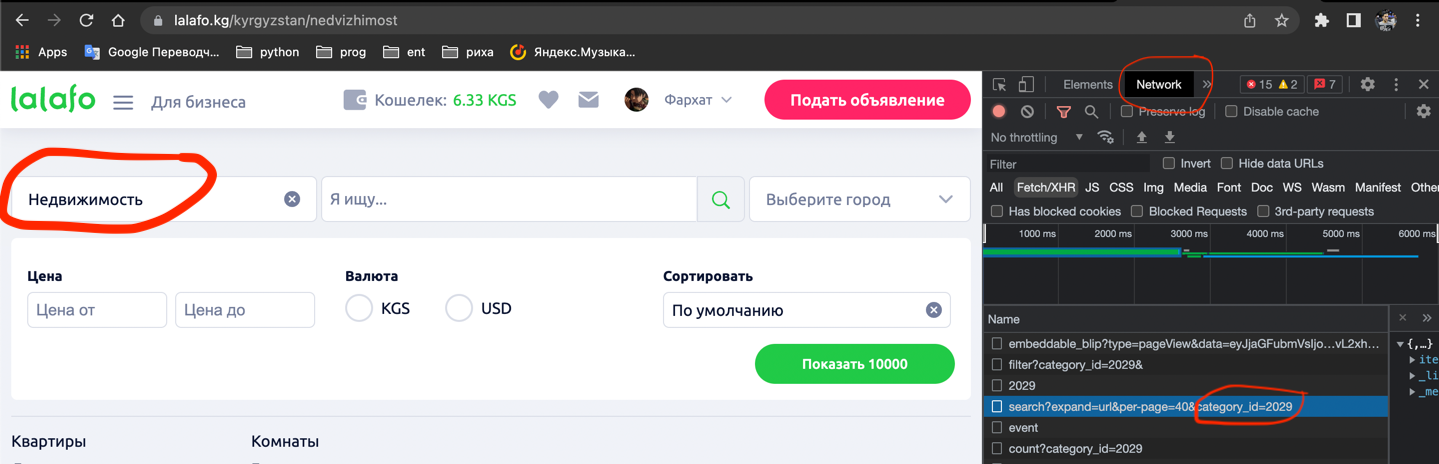 lalafo.kg/kyrgyzstan/nedvizhimost
Apps Google Переводч... python prog ent риха Яндекс.Музыка...
lalafo Для бизнеса Кошелек: 6.33 KGS Фархат Подать объявление
Недвижимость Я ищу... Выберите город
Цена Валюта Сортировать
Цена от Цена до KGS USD По умолчанию
Показать 10000
Квартиры Комнаты
Elements Network » 15 2 7
Preserve log Disable cache
No throttling
Filter Invert Hide data URLs
All Fetch/XHR JS CSS Img Media Font Doc WS Wasm Manifest Other
Has blocked cookies Blocked Requests 3rd-party requests
1000 ms 2000 ms 3000 ms 4000 ms 5000 ms 6000 ms
Name
embeddable_blip?type=pageView&data=eyJjaGFubmVsIjo...vL2xh...
filter?category_id=2029&
2029
search?expand=url&per-page=40&category_id=2029
event
count?category_id=2029
{,…}
ite
_li
_me